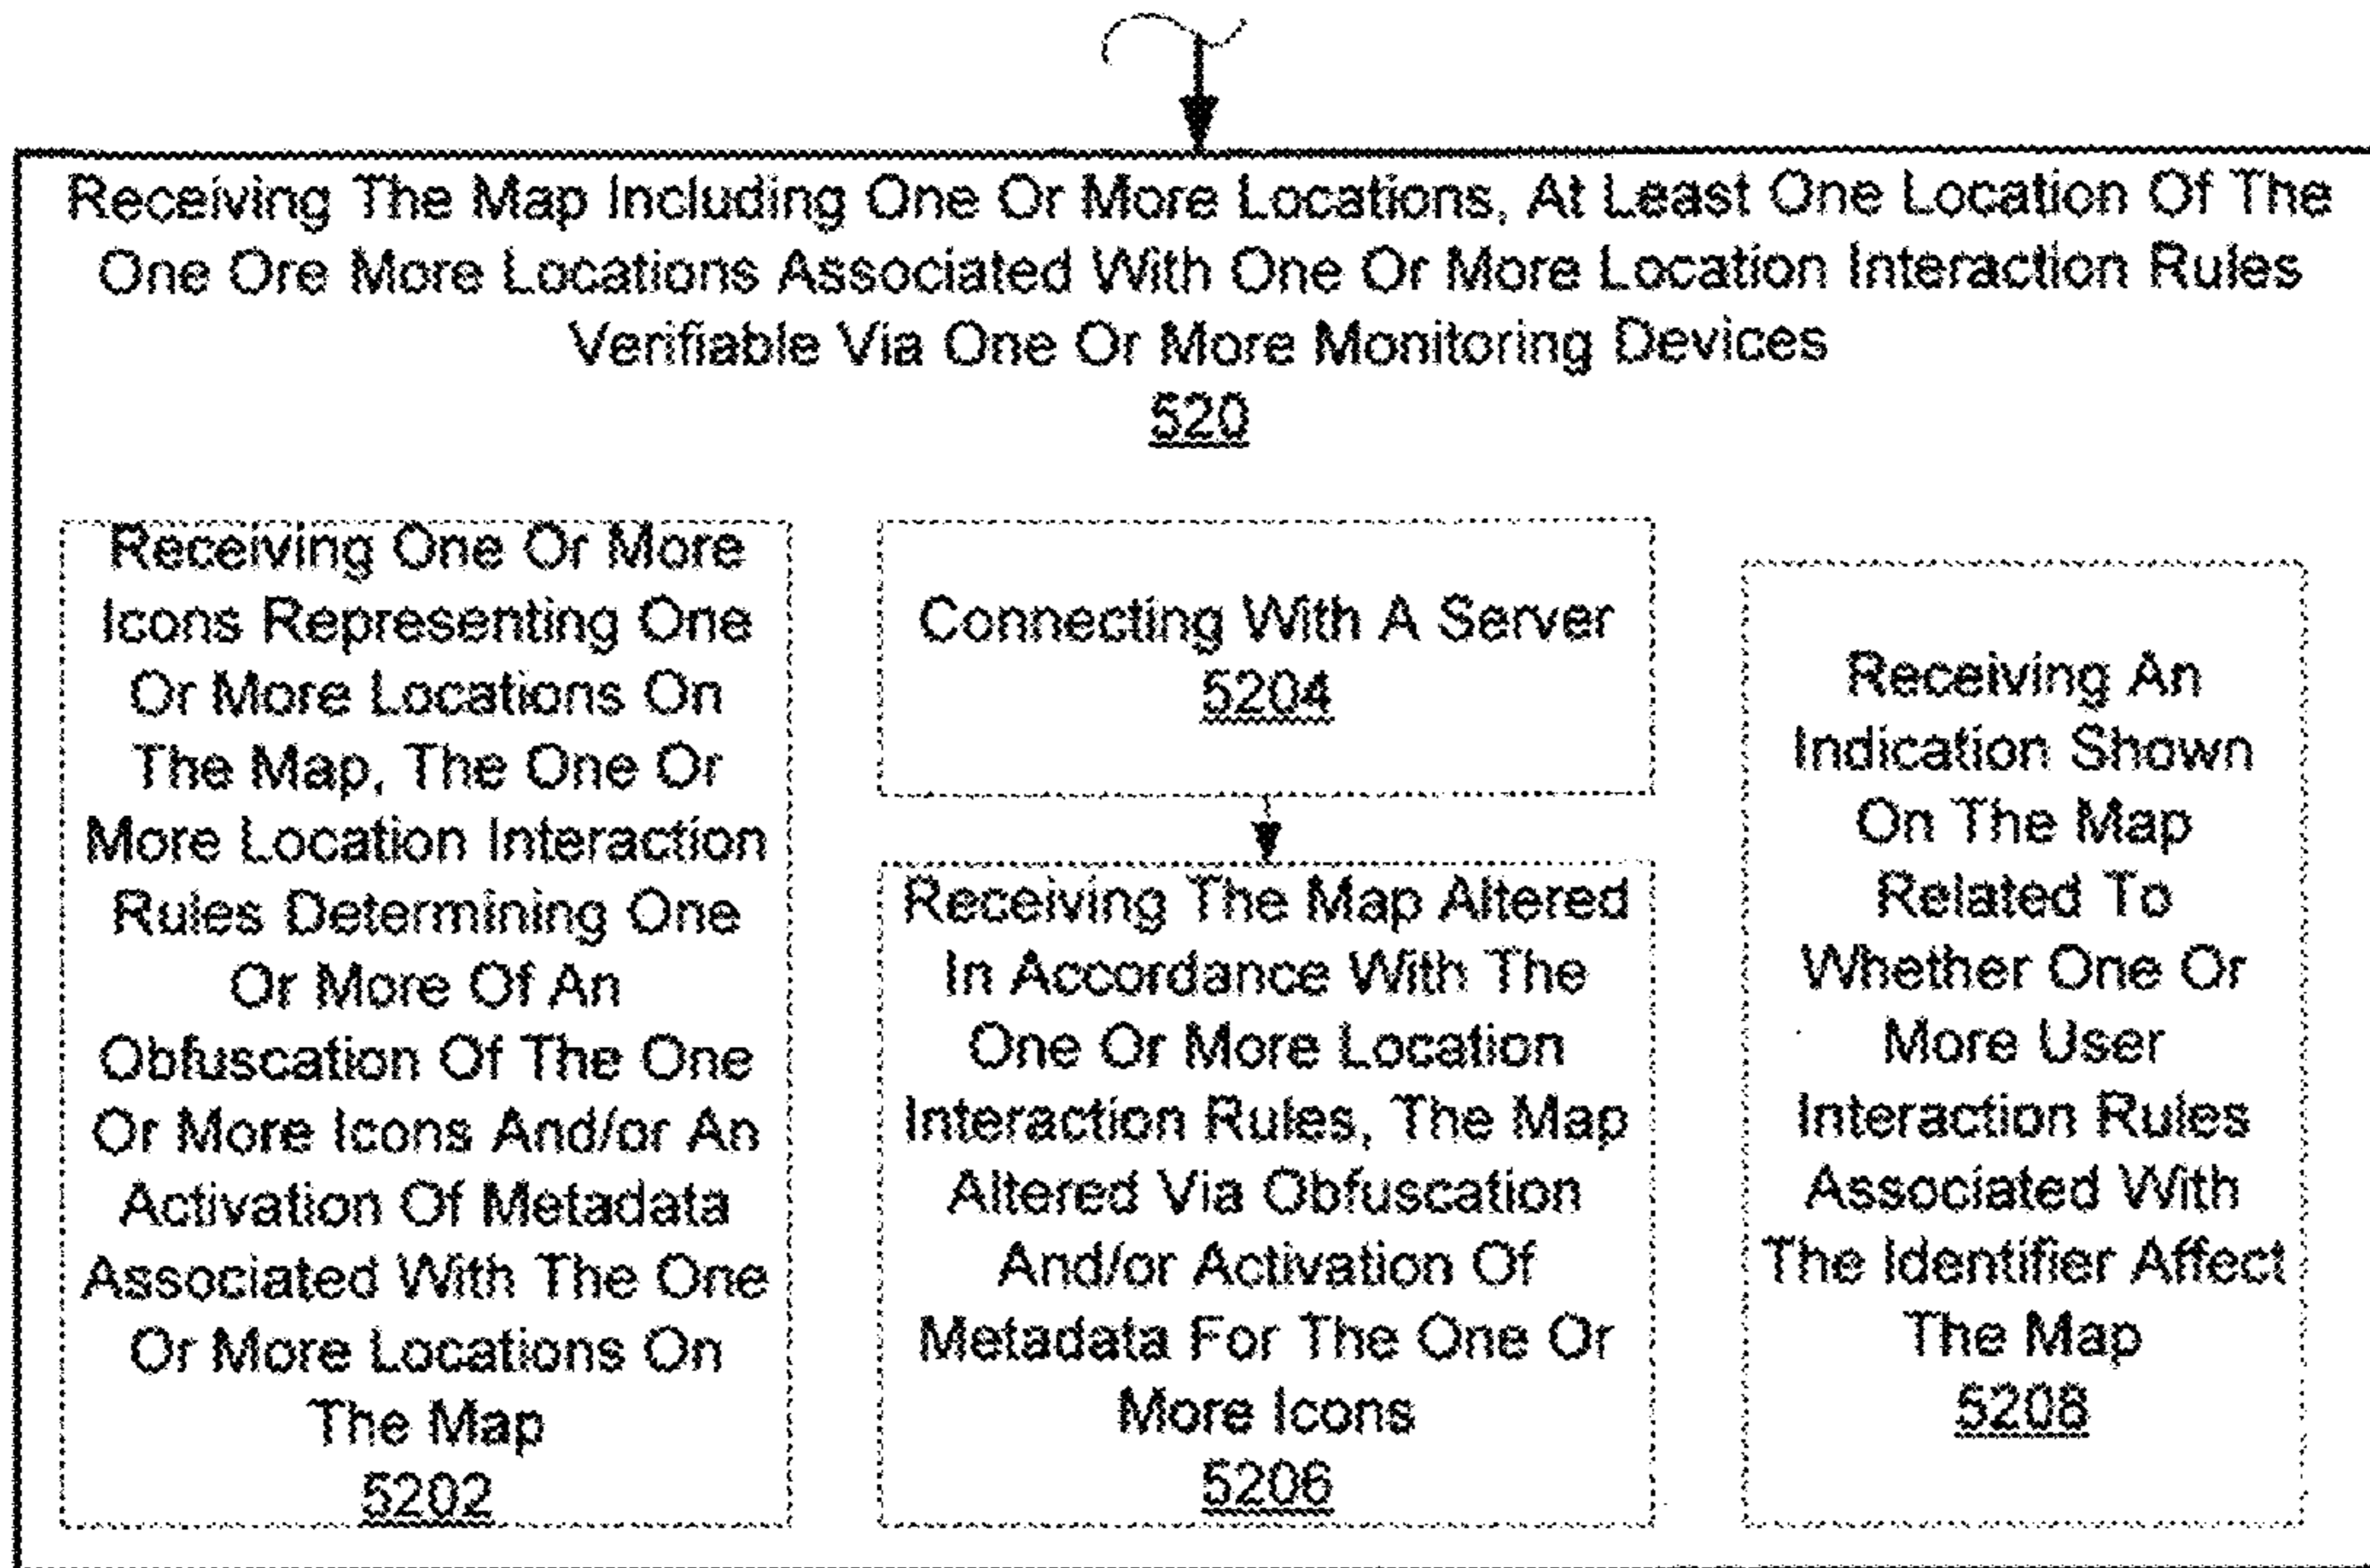 Receiving The Map Including One Or More Locations, At Least One Location Of The
One Ore More Locations Associated With One Or More Location Interaction Rules
Verifiable Via One Or More Monitoring Devices
520
Receiving One Or More
Icons Representing One
Or More Locations On
The Map, The One Or
More Location Interaction
Rules Determining One
Or More Of An
Obfuscation Of The One
Or More Icons And/or An
Activation Of Metadata
Associated With The One
Or More Locations On
The Map
5202
Connecting With A Server
5204
Receiving The Map Altered
In Accordance With The
One Or More Location
Interaction Rules, The Map
Altered Via Obfuscation
And/or Activation Of
Metadata For The One Or
More Icons
5206
Receiving An
Indication Shown
On The Map
Related To
Whether One Or
More User
Interaction Rules
Associated With
The Identifier Affect
The Map
5208